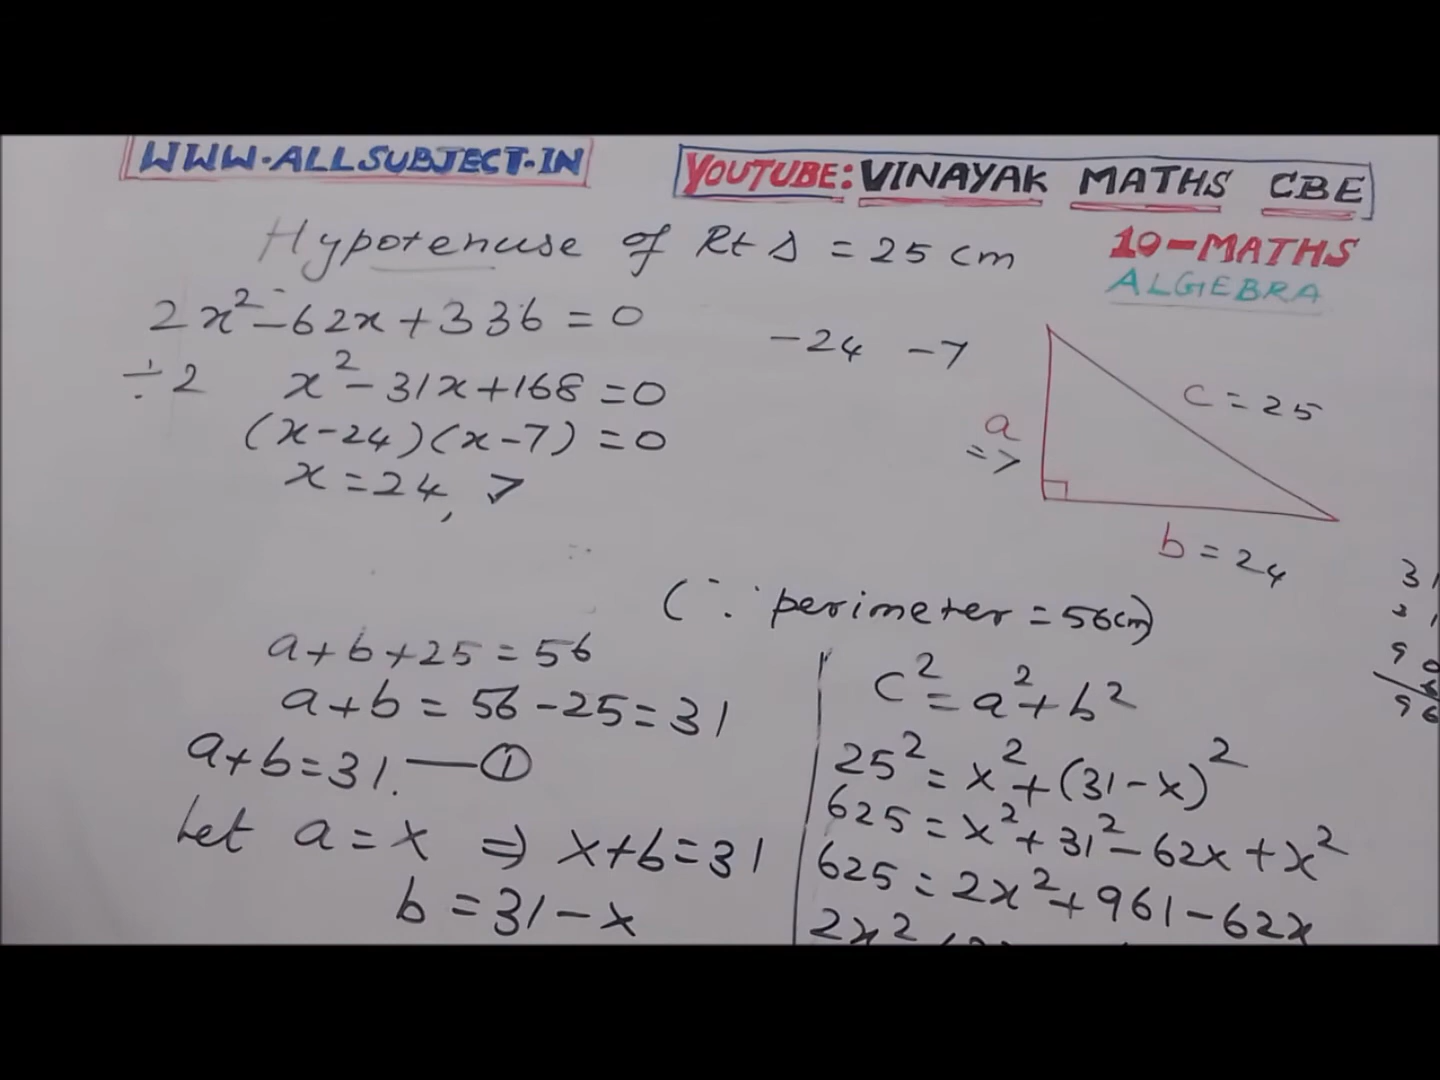 WWW.ALLSUBJECT.IN
YOUTUBE: VINAYAK MATHS CBE
Hypotenuse of Rt Δ = 25 cm
10-MATHS
ALGEBRA
2x² - 62x + 336 = 0
÷2 x² - 31x + 168 = 0
(x - 24)(x - 7) = 0
x = 24, 7
-24 -7
a
= 7
c = 25
b = 24
(∵ perimeter = 56cm)
a + b + 25 = 56
a + b = 56 - 25 = 31
a + b = 31. — ①
Let a = x ⇒ x + b = 31
b = 31 - x
c² = a² + b²
25² = x² + (31 - x)²
625 = x² + 31² - 62x + x²
625 = 2x² + 961 - 62x
2x²
31
31